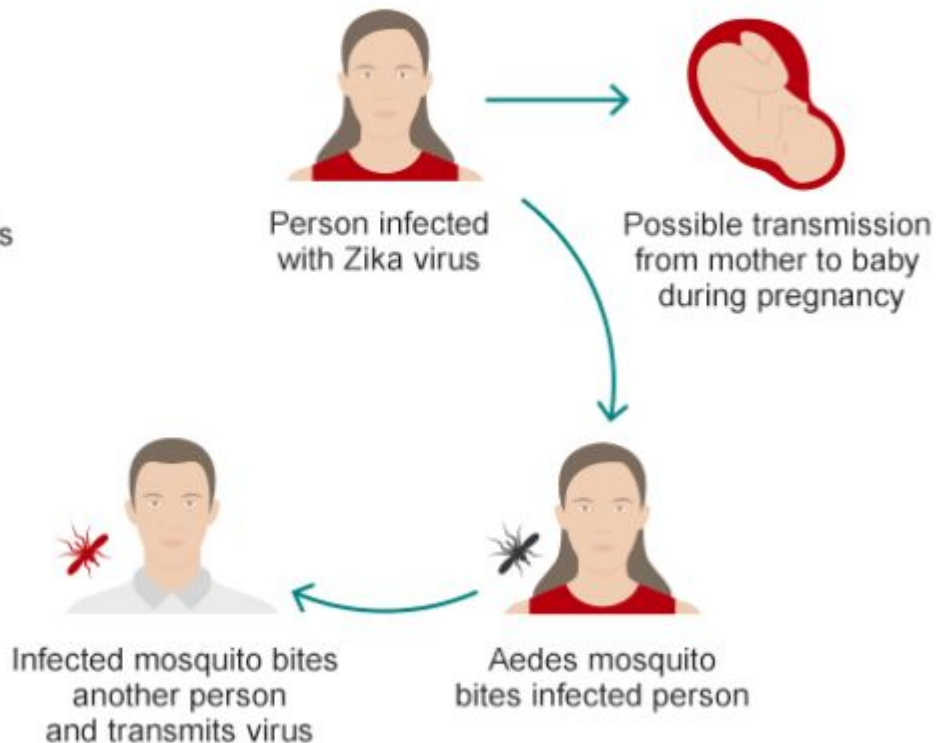 Person infected
with Zika virus
Possible transmission
from mother to baby
during pregnancy
Infected mosquito bites
another person
and transmits virus
Aedes mosquito
bites infected person